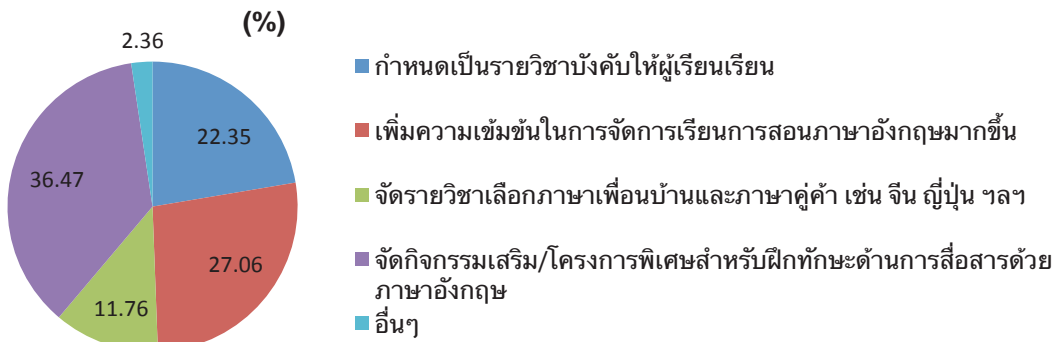 (%)
2.36
22.35
36.47
27.06
11.76
กำหนดเป็นรายวิชาบังคับให้ผู้เรียนเรียน
เพิ่มความเข้มข้นในการจัดการเรียนการสอนภาษาอังกฤษมากขึ้น
จัดรายวิชาเลือกภาษาเพื่อนบ้านและภาษาคู่ค้า เช่น จีน ญี่ปุ่น ฯลฯ
จัดกิจกรรมเสริม/โครงการพิเศษสำหรับฝึกทักษะด้านการสื่อสารด้วย
ภาษาอังกฤษ
อื่นๆ